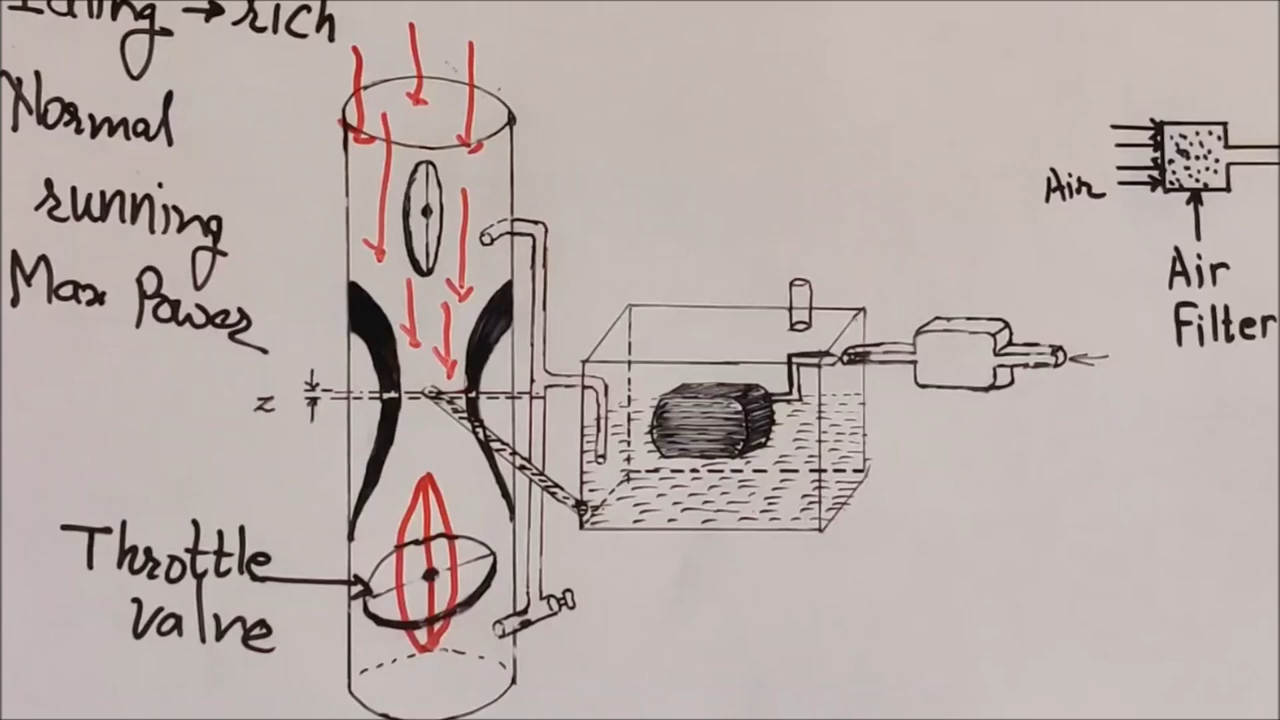 Idling → rich
Normal
running
Max Power
z
Throttle
valve
Air
Air
Filter